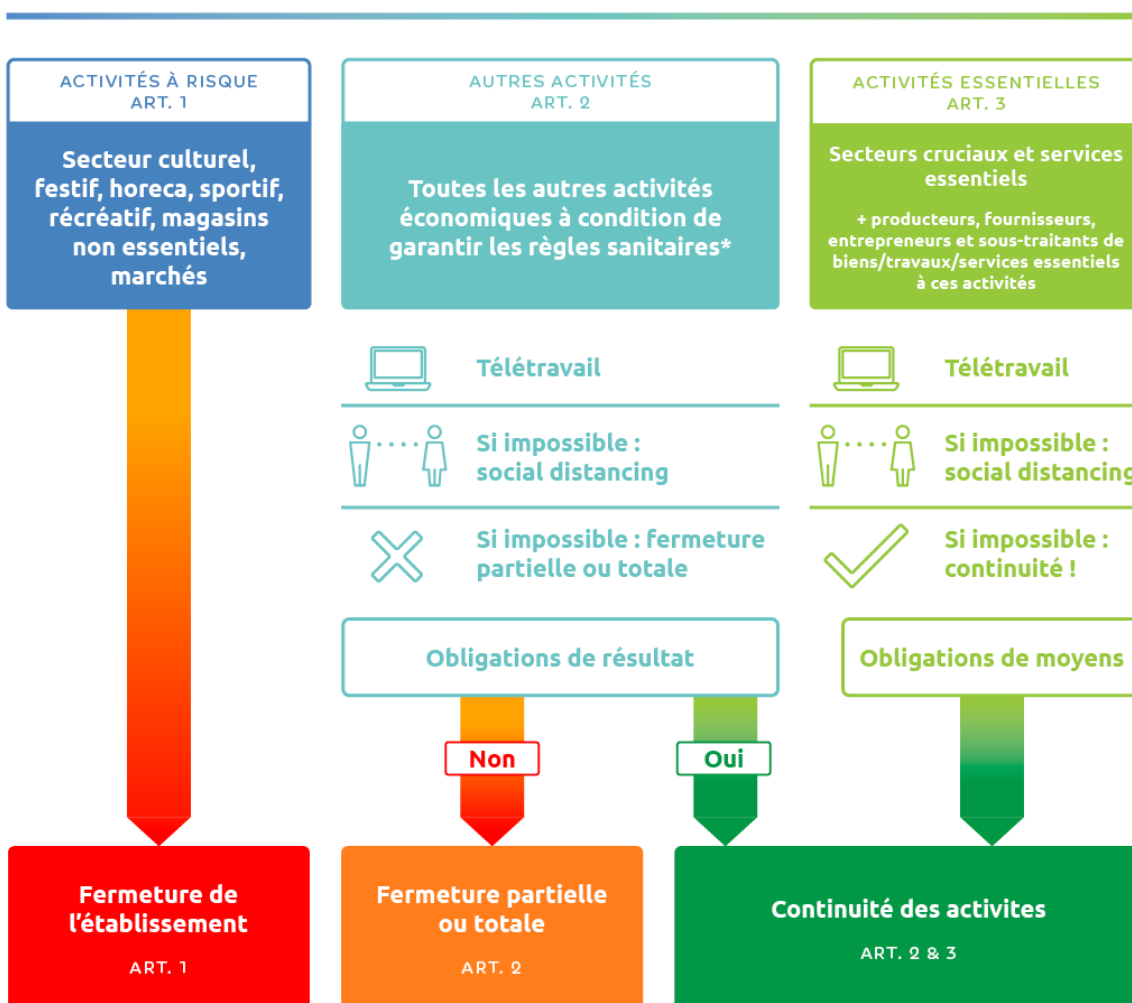 ACTIVITÉS À RISQUE
ART. 1
Secteur culturel,
festif, horeca, sportif,
récréatif, magasins
non essentiels,
marchés
AUTRES ACTIVITÉS
ART. 2
Toutes les autres activités
économiques à condition de
garantir les règles sanitaires*
ACTIVITÉS ESSENTIELLES
ART. 3
Secteurs cruciaux et services
essentiels
+ producteurs, fournisseurs,
entrepreneurs et sous-traitants de
biens/travaux/services essentiels
à ces activités
Télétravail
Si impossible :
social distancing
Si impossible : fermeture
partielle ou totale
Télétravail
Si impossible :
social distancing
Si impossible :
continuité !
Obligations de résultat
Obligations de moyens
Non
Oui
Fermeture de
l'établissement
ART. 1
Fermeture partielle
ou totale
ART. 2
Continuité des activites
ART. 2 & 3